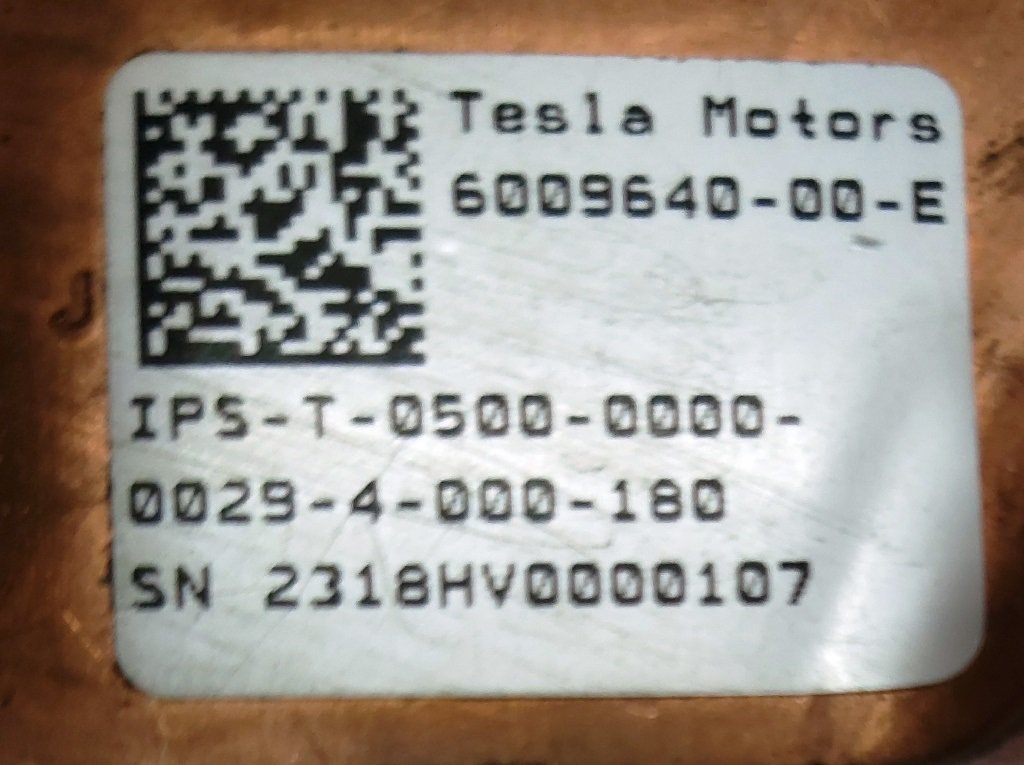 Tesla Motors
6009640-00-E
IPS-T-0500-0000-
0029-4-000-180
SN 2318HV0000107
J